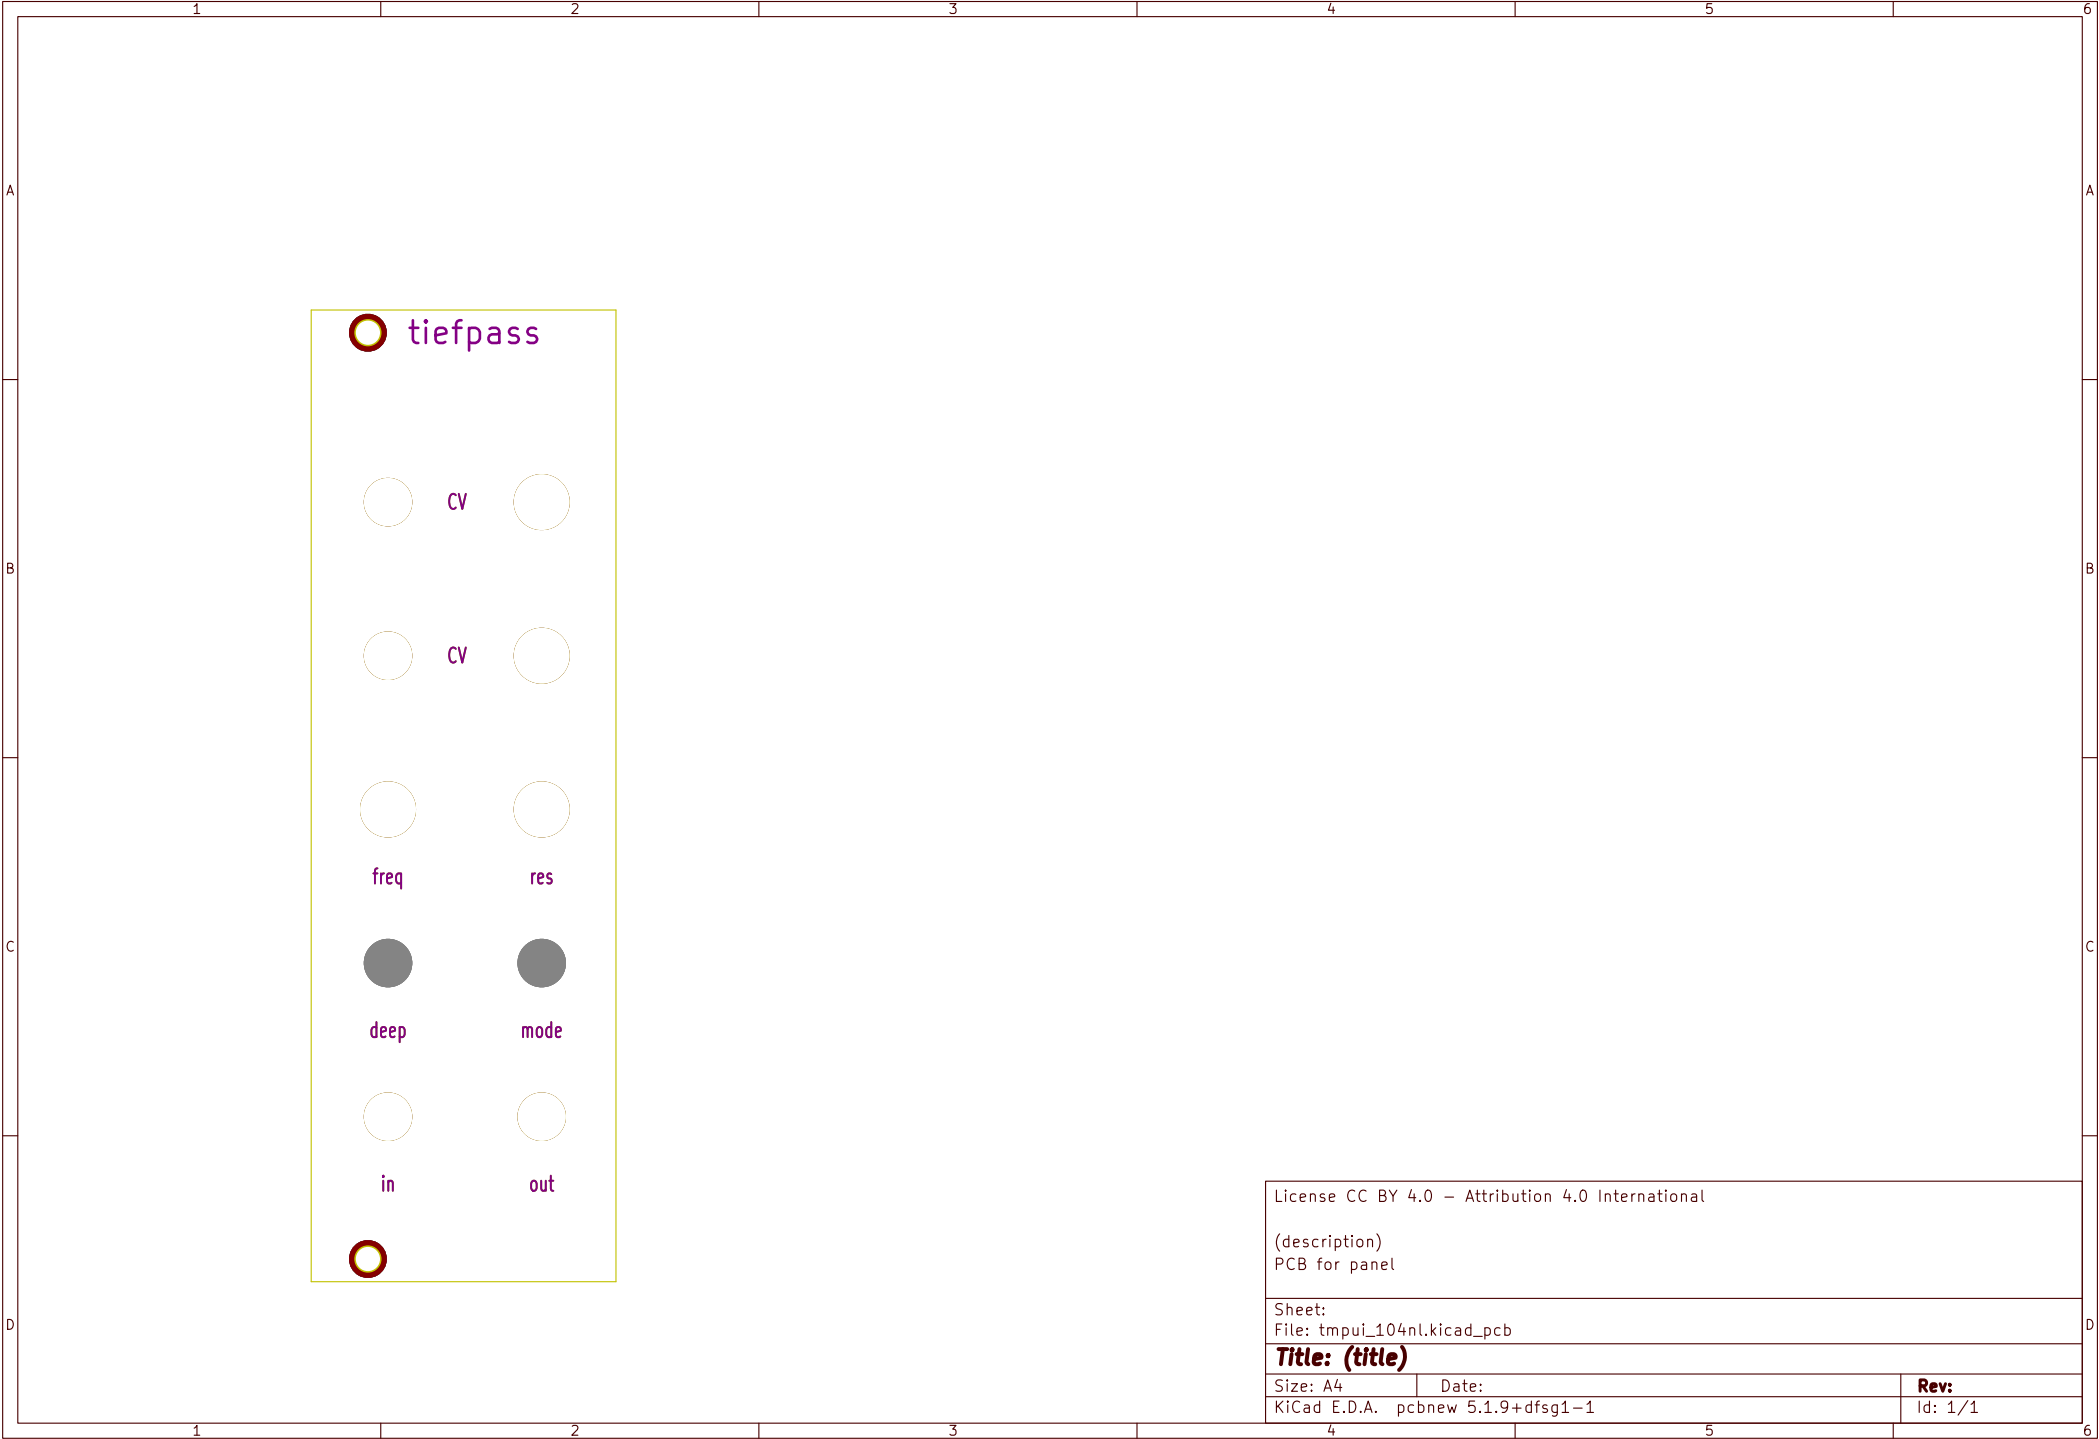 1 2 3 4 5 6
A A
tiefpass
CV
B B
CV
freq res
C C
deep mode
in out
License CC BY 4.0 – Attribution 4.0 International
(description)
PCB for panel
Sheet:
D D
File: tmpui_104nl.kicad_pcb
Title: (title)
Size: A4 Date: Rev:
KiCad E.D.A. pcbnew 5.1.9+dfsg1-1 Id: 1/1
1 2 3 4 5 6